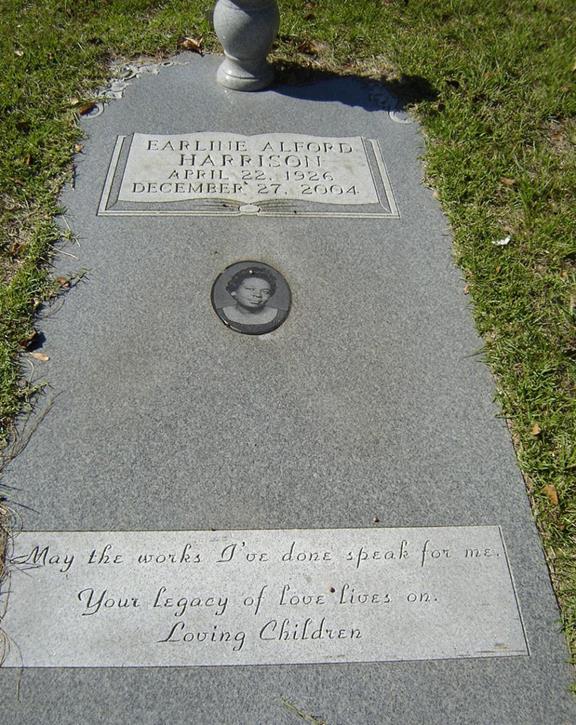 EARLINE ALFORD
HARRISON
APRIL 22, 1926
DECEMBER 27, 2004
May the works I've done speak for me.
Your legacy of love lives on.
Loving Children